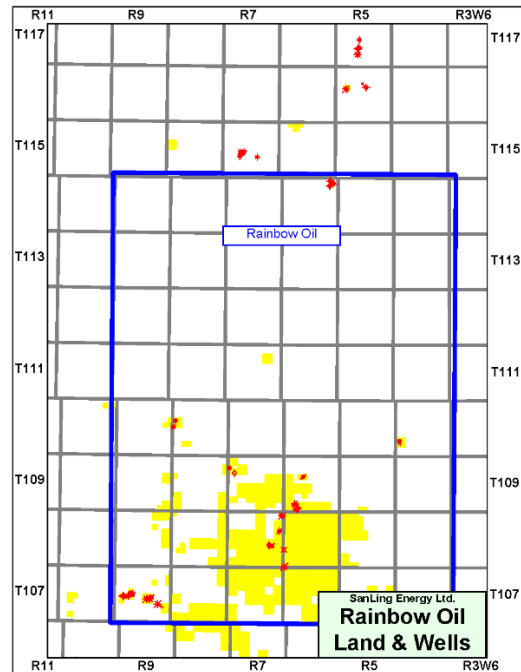 R11 R9 R7 R5 R3W6
T117 T117
T115 T115
Rainbow Oil
T113 T113
T111 T111
T109 T109
T107 T107
SanLing Energy Ltd.
Rainbow Oil
Land & Wells
R11 R9 R7 R5 R3W6